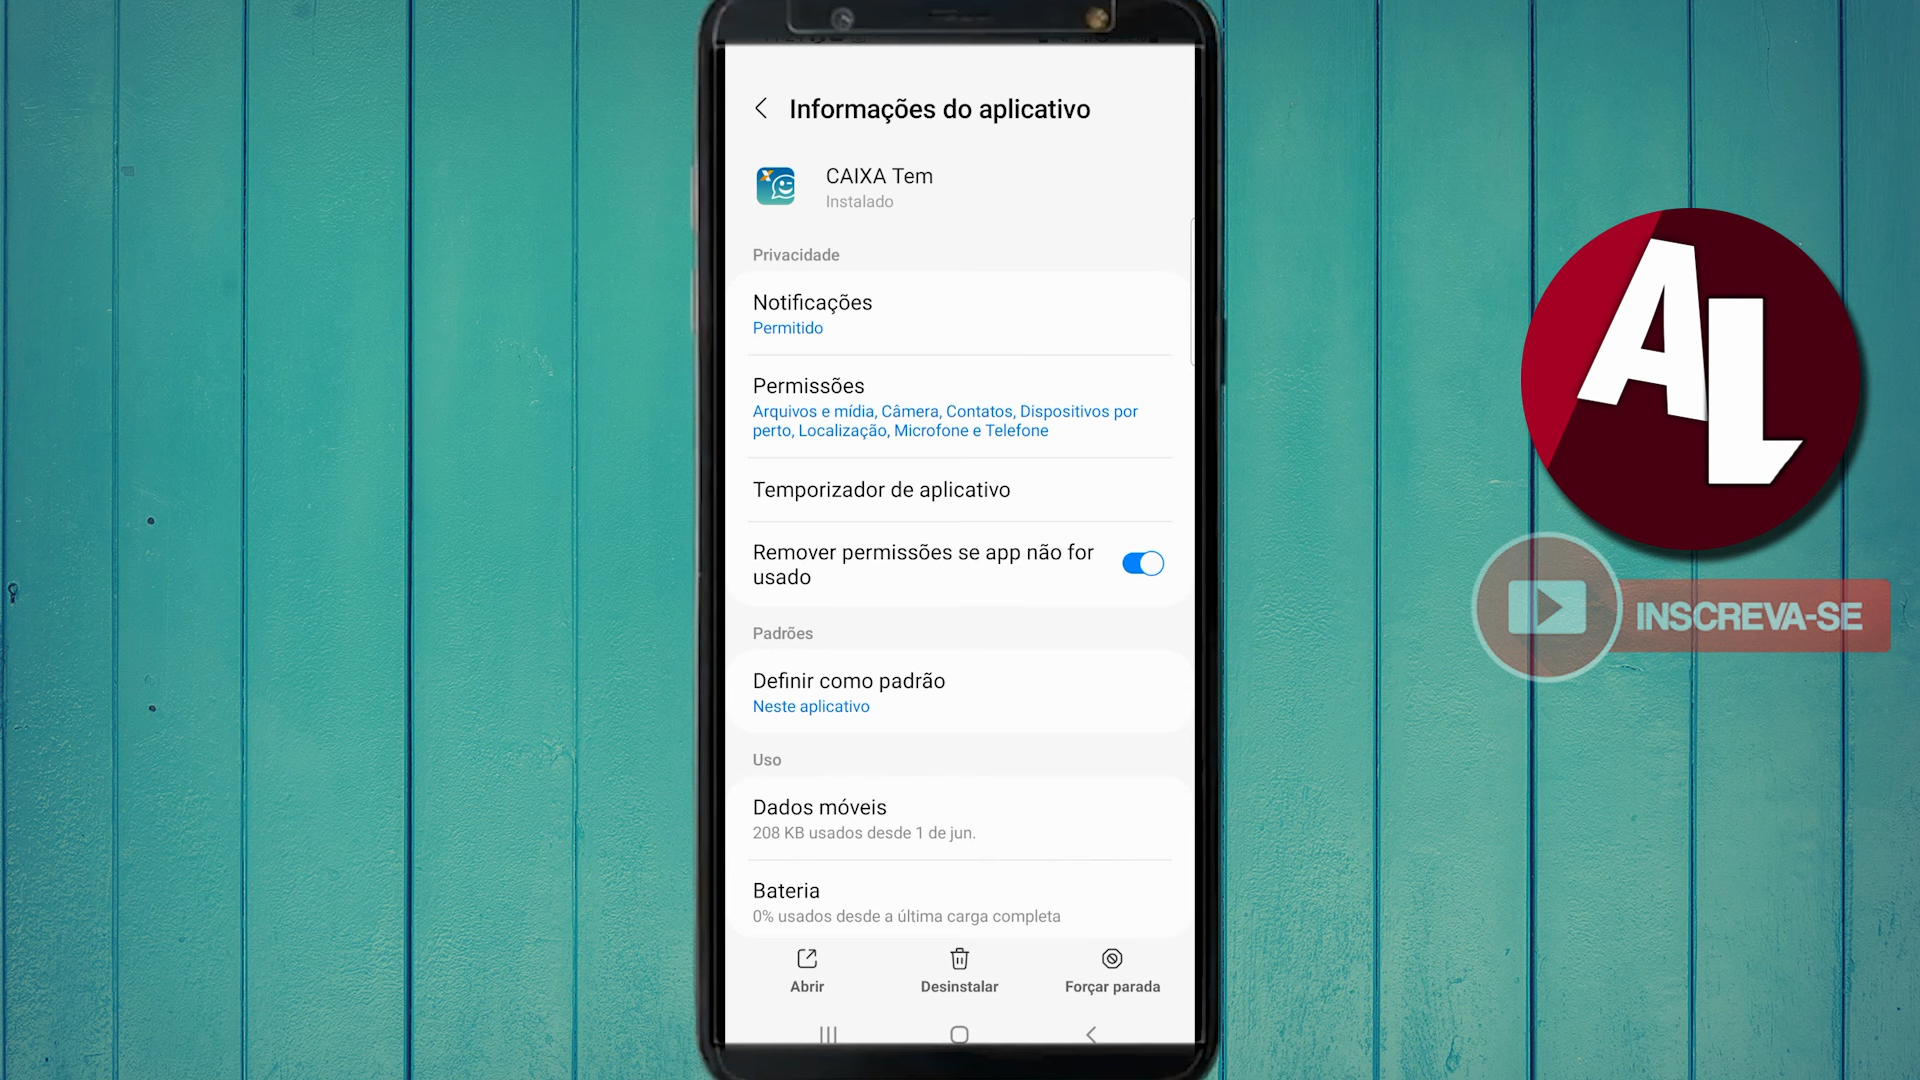 Informações do aplicativo
CAIXA Tem
Instalado
Privacidade
Notificações
Permitido
Permissões
Arquivos e mídia, Câmera, Contatos, Dispositivos por
perto, Localização, Microfone e Telefone
Temporizador de aplicativo
Remover permissões se app não for
usado
Padrões
Definir como padrão
Neste aplicativo
Uso
Dados móveis
208 KB usados desde 1 de jun.
Bateria
0% usados desde a última carga completa
Abrir
Desinstalar
Forçar parada
AL
INSCREVA-SE